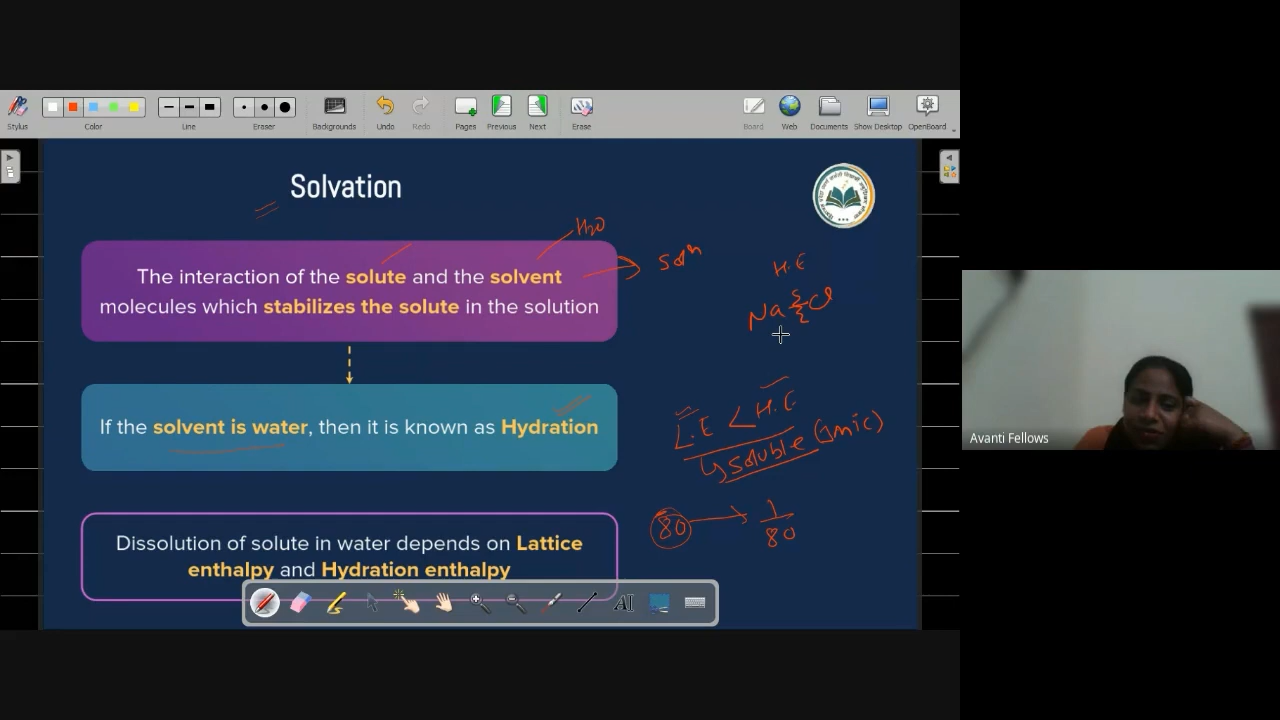 Stylus
Color
Line
Eraser
Backgrounds
Undo
Redo
Pages
Previous
Next
Erase
Board
Web
Documents
Show Desktop
OpenBoard
Solvation
H2O
The interaction of the solute and the solvent
molecules which stabilizes the solute in the solution
Solⁿ
H.E
Na Cl
If the solvent is water, then it is known as Hydration
L.E < H.E
soluble
80 → 1/80
Dissolution of solute in water depends on Lattice
enthalpy and Hydration enthalpy
AI
Avanti Fellows